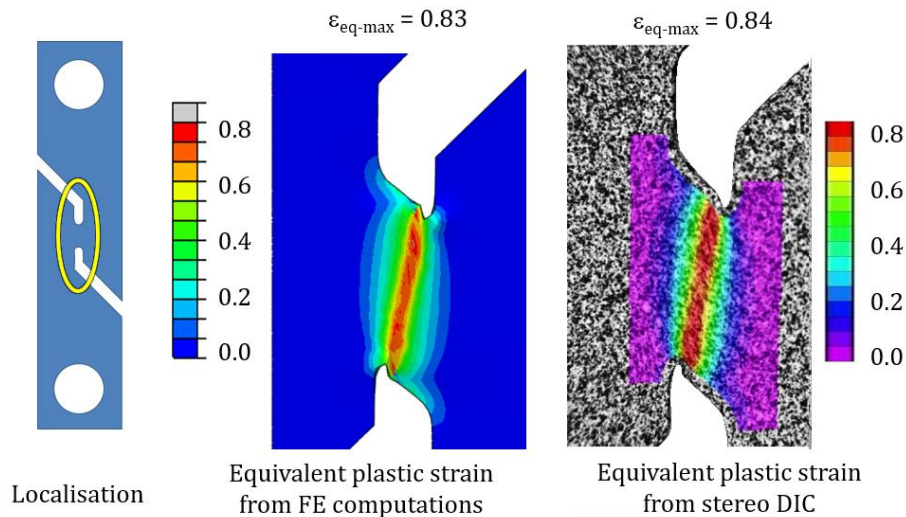 ε_eq-max = 0.83
ε_eq-max = 0.84
0.8
0.6
0.4
0.2
0.0
0.8
0.6
0.4
0.2
0.0
Localisation
Equivalent plastic strain
from FE computations
Equivalent plastic strain
from stereo DIC